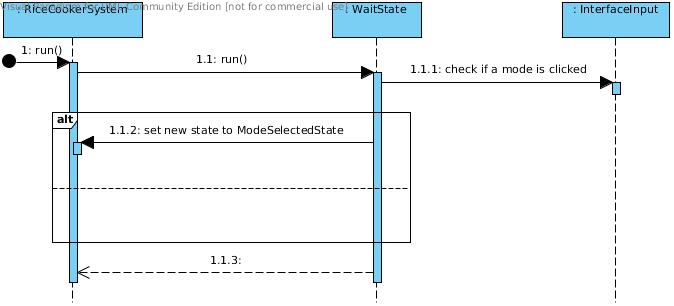 Visual Paradigm for UML Community Edition [not for commercial use]
: RiceCookerSystem
: WaitState
: InterfaceInput
1: run()
1.1: run()
1.1.1: check if a mode is clicked
alt
1.1.2: set new state to ModeSelectedState
1.1.3: